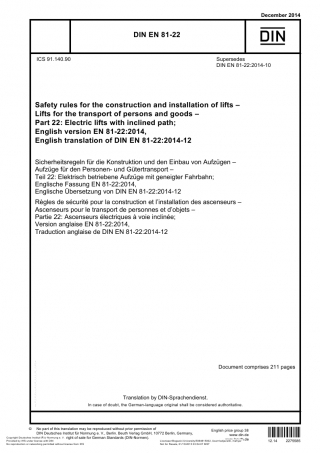 December 2014
DIN EN 81-22
DIN
ICS 91.140.90
Supersedes
DIN EN 81-22:2014-10
Safety rules for the construction and installation of lifts –
Lifts for the transport of persons and goods –
Part 22: Electric lifts with inclined path;
English version EN 81-22:2014,
English translation of DIN EN 81-22:2014-12
Sicherheitsregeln für die Konstruktion und den Einbau von Aufzügen –
Aufzüge für den Personen- und Gütertransport –
Teil 22: Elektrisch betriebene Aufzüge mit geneigter Fahrbahn;
Englische Fassung EN 81-22:2014,
Englische Übersetzung von DIN EN 81-22:2014-12
Règles de sécurité pour la construction et l'installation des ascenseurs –
Ascenseurs pour le transport de personnes et d'objets –
Partie 22: Ascenseurs électriques à voie inclinée;
Version anglaise EN 81-22:2014,
Traduction anglaise de DIN EN 81-22:2014-12
Document comprises 211 pages
Translation by DIN-Sprachendienst.
In case of doubt, the German-language original shall be considered authoritative.
No part of this translation may be reproduced without prior permission of
DIN Deutsches Institut für Normung e. V., Berlin. Beuth Verlag GmbH, 10772 Berlin, Germany,
right of sale for German Standards (DIN-Normen).
English price group
www.din.de
12.14